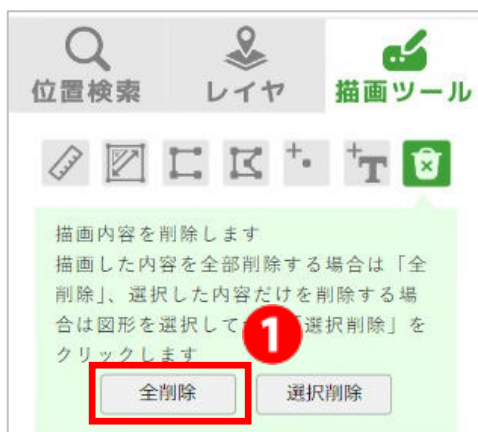 位置検索 レイヤ 描画ツール
T
描画内容を削除します
描画した内容を全部削除する場合は「全
削除」、選択した内容だけを削除する場
合は図形を選択して 「選択削除」を
1
クリックします
全削除 選択削除